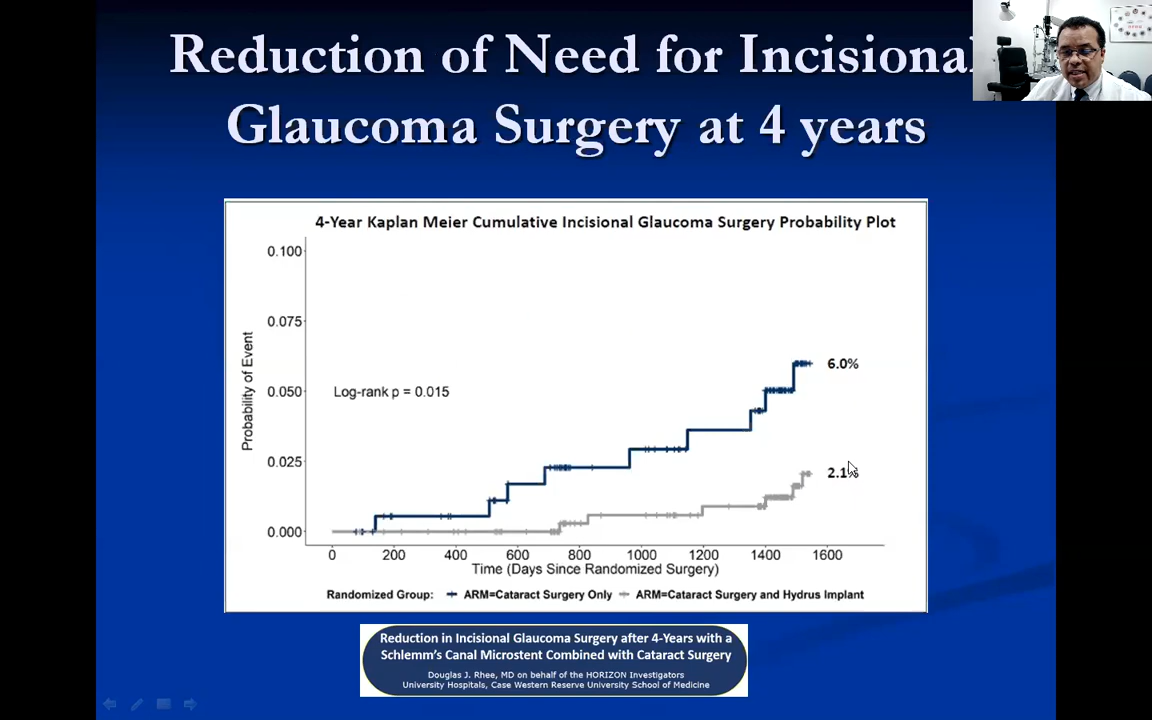 Reduction of Need for Incisional
Glaucoma Surgery at 4 years
4-Year Kaplan Meier Cumulative Incisional Glaucoma Surgery Probability Plot
0.100
0.075
0.050
0.025
0.000
Probability of Event
Log-rank p = 0.015
6.0%
2.1%
0 200 400 600 800 1000 1200 1400 1600
Time (Days Since Randomized Surgery)
Randomized Group: ARM=Cataract Surgery Only ARM=Cataract Surgery and Hydrus Implant
Reduction in Incisional Glaucoma Surgery after 4-Years with a
Schlemm's Canal Microstent Combined with Cataract Surgery
Douglas J. Rhee, MD on behalf of the HORIZON Investigators
University Hospitals, Case Western Reserve University School of Medicine